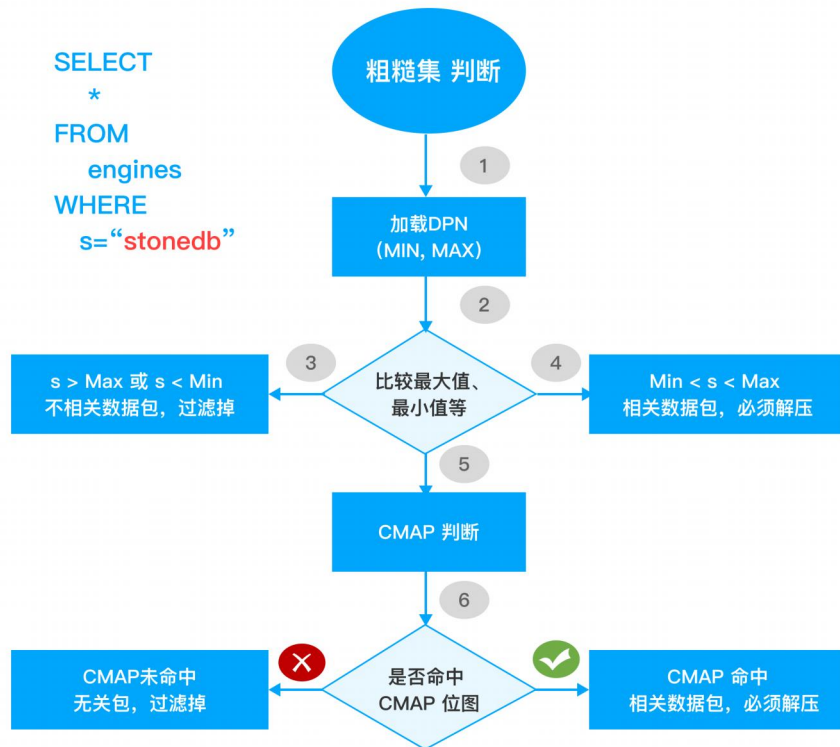 SELECT
*
FROM
engines
WHERE
s=“stonedb”
粗糙集 判断
1
加载DPN
(MIN, MAX)
2
3
4
s > Max 或 s < Min
不相关数据包，过滤掉
比较最大值、
最小值等
Min < s < Max
相关数据包，必须解压
5
CMAP 判断
6
CMAP未命中
无关包，过滤掉
是否命中
CMAP 位图
CMAP 命中
相关数据包，必须解压